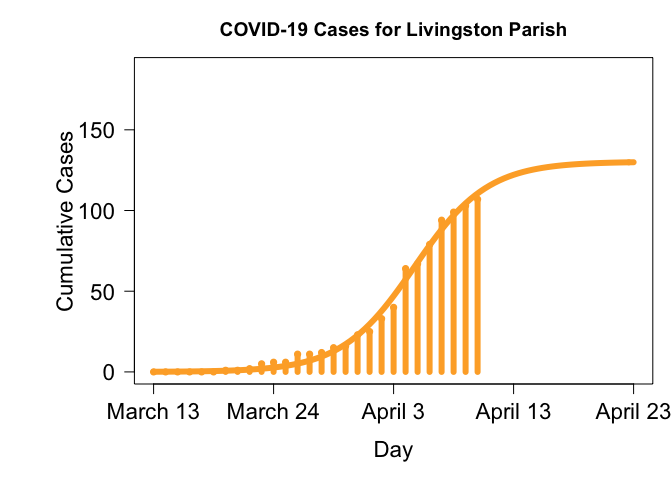 COVID-19 Cases for Livingston Parish
Cumulative Cases
150
100
50
0
March 13 March 24 April 3 April 13 April 23
Day